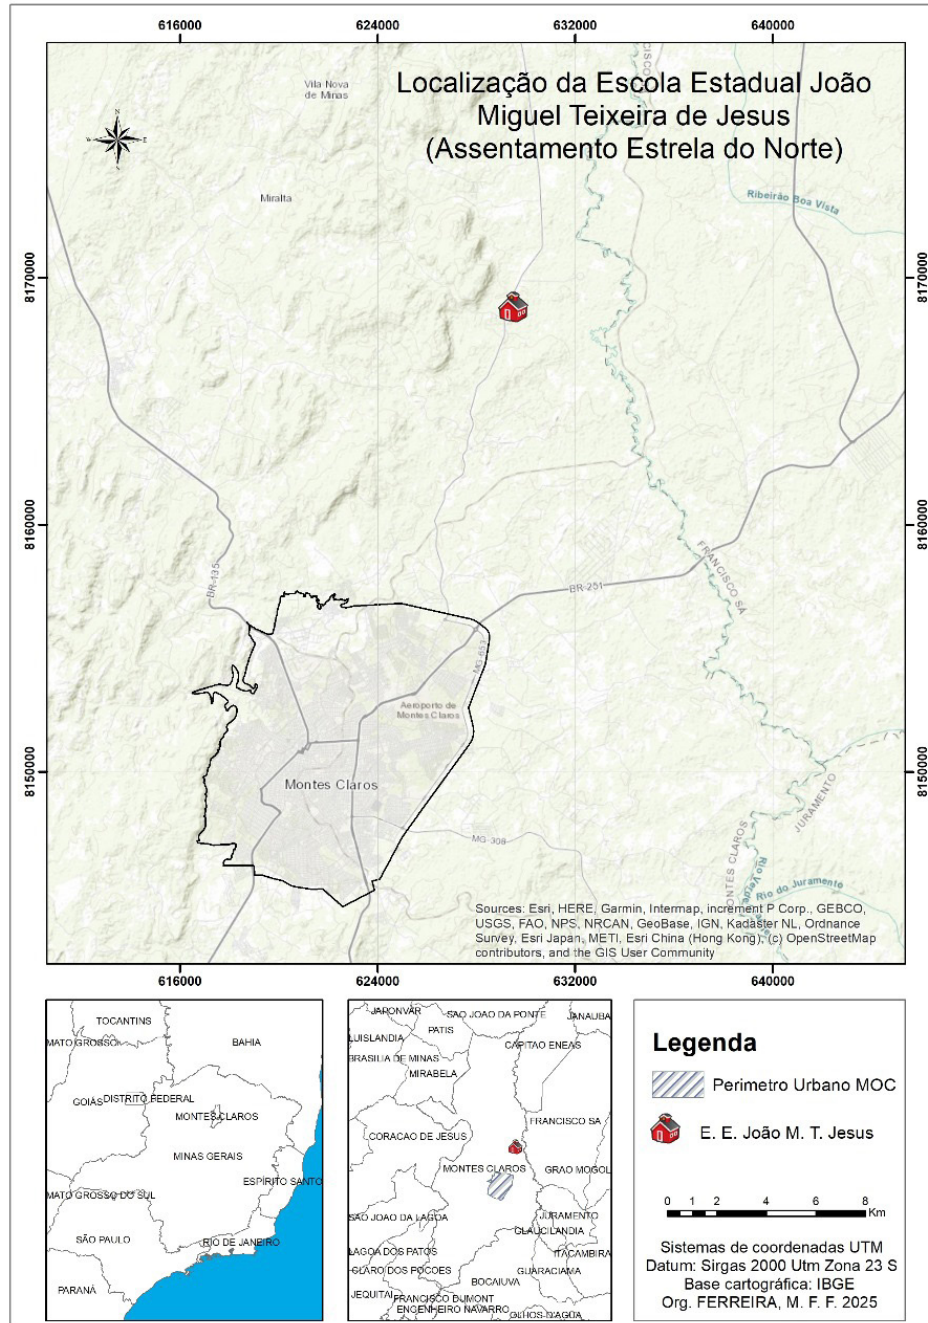 616000 624000 632000 640000
Localização da Escola Estadual João
Miguel Teixeira de Jesus
(Assentamento Estrela do Norte)
Vila Nova
de Minas
N
Miralta
Ribeirão Boa Vista
8170000 8170000
8160000 8160000
BR-135
FRANCISCO SÁ
BR-251
MG-653
Aeroporto de
Montes Claros
8150000 8150000
Montes Claros
JURAMENTO
MG-308
Rio do Juramento
Sources: Esri, HERE, Garmin, Intermap, increment P Corp., GEBCO,
USGS, FAO, NPS, NRCAN, GeoBase, IGN, Kadaster NL, Ordnance
Survey, Esri Japan, METI, Esri China (Hong Kong), (c) OpenStreetMap
contributors, and the GIS User Community
616000 624000 632000 640000
TOCANTINS
MATO GROSSO
BAHIA
GOIÁS
DISTRITO FEDERAL
MONTES CLAROS
MINAS GERAIS
ESPÍRITO SANTO
MATO GROSSO DO SUL
SÃO PAULO
RIO DE JANEIRO
PARANÁ
JAPONVAR
SAO JOAO DA PONTE
JANAUBA
PATIS
LUISLANDIA
CAPITAO ENEAS
BRASILIA DE MINAS
MIRABELA
FRANCISCO SA
CORACAO DE JESUS
MONTES CLAROS
GRAO MOGOL
SAO JOAO DA LAGOA
JURAMENTO
GLAUCILANDIA
LAGOA DOS PATOS
ITACAMBIRA
CLARO DOS POCOES
GUARACIAMA
BOCAIUVA
JEQUITAI
FRANCISCO DUMONT
ENGENHEIRO NAVARRO
OLHOS-D'AGUA
Legenda
Perimetro Urbano MOC
E. E. João M. T. Jesus
0 1 2 4 6 8
Km
Sistemas de coordenadas UTM
Datum: Sirgas 2000 Utm Zona 23 S
Base cartográfica: IBGE
Org. FERREIRA, M. F. F. 2025